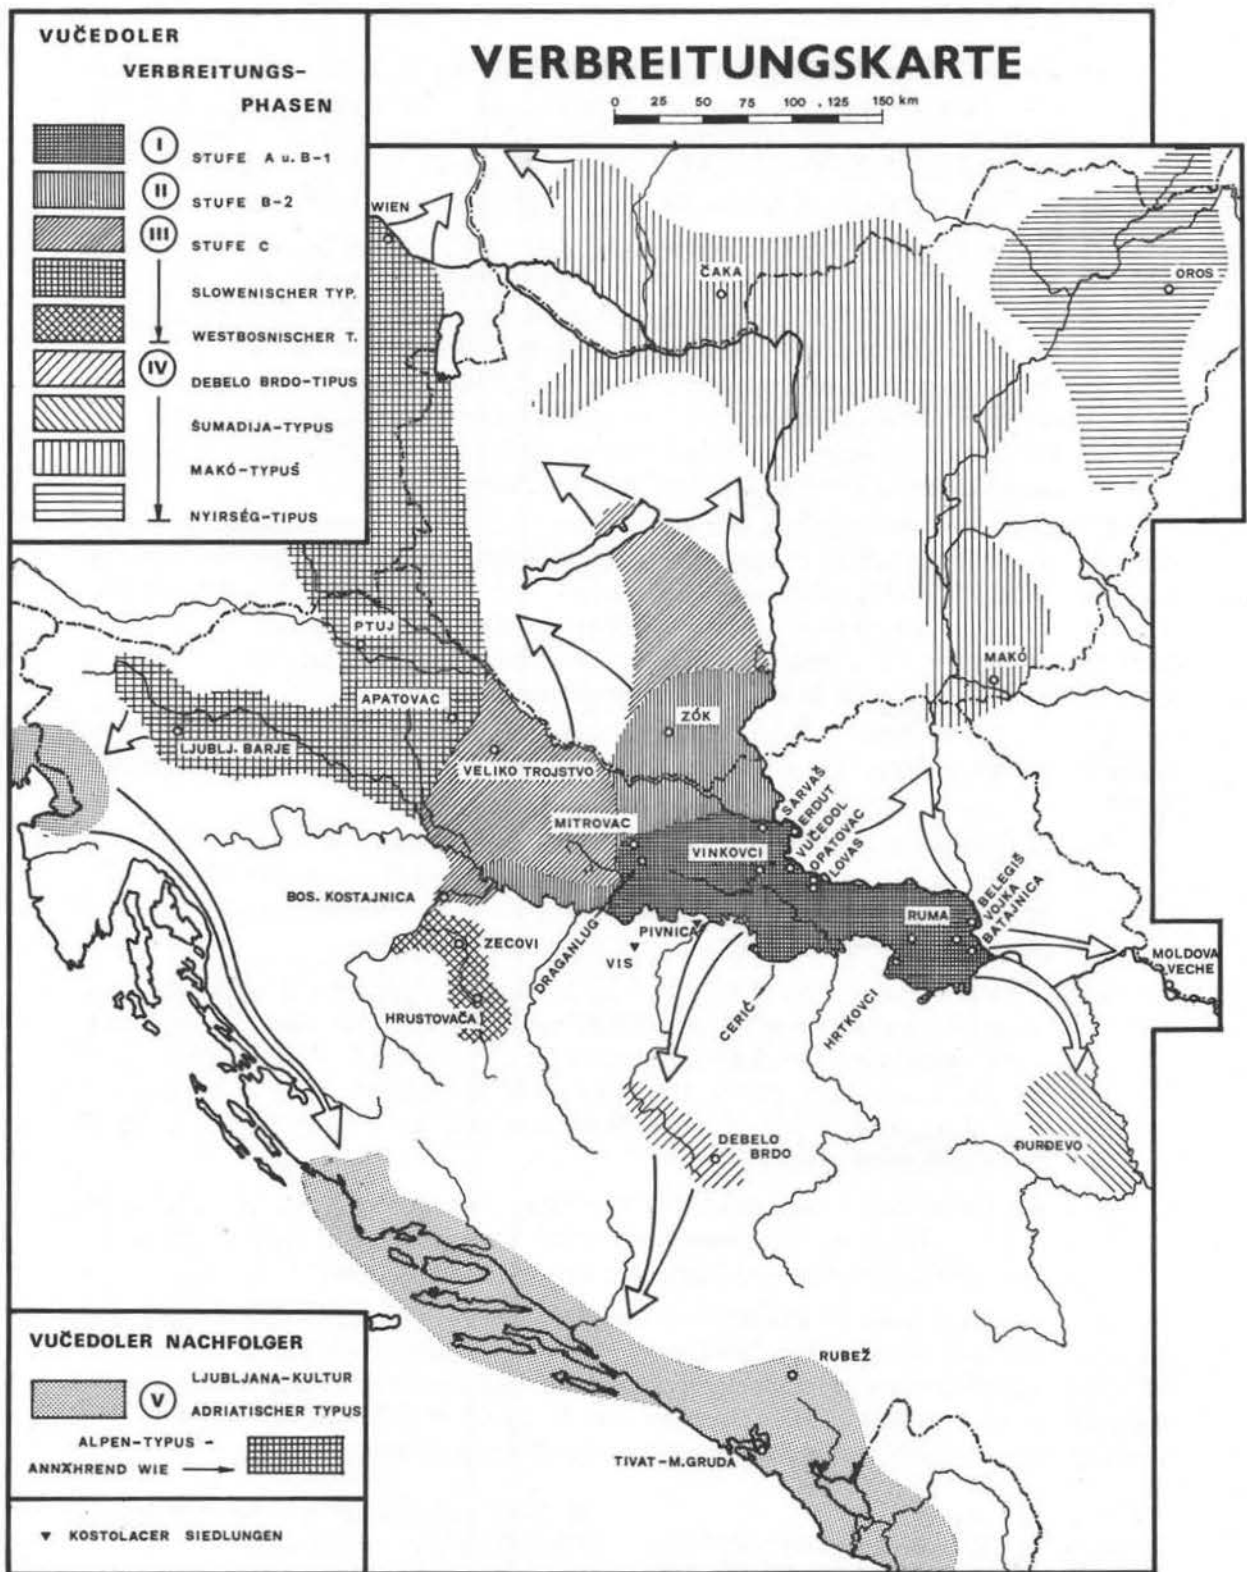 VUČEDOLER
VERBREITUNGS-
PHASEN
I STUFE A u. B-1
II STUFE B-2
III STUFE C
SLOWENISCHER TYP.
WESTBOSNISCHER T.
IV DEBELO BRDO-TIPUS
ŠUMADIJA-TYPUS
MAKÓ-TYPUŠ
NYIRSÉG-TIPUS
VERBREITUNGSKARTE
0 25 50 75 100 . 125 150 km
WIEN
ČAKA
OROS
PTUJ
MAKÓ
APATOVAC
ZÓK
LJUBLJ. BARJE
VELIKO TROJSTVO
MITROVAC
VINKOVCI
SARVAŠ
ERDUT
VUČEDOL
OPATOVAC
LOVAS
BOS. KOSTAJNICA
RUMA
BELEGIŠ
VOJKA
BATAJNICA
ZECOVI
DRAGANLUG
PIVNICA
VIS
MOLDOVA
VECHE
HRUSTOVAČA
CERIČ
HRTKOVCI
DEBELO
BRDO
ĐURĐEVO
RUBEŽ
TIVAT-M.GRUDA
VUČEDOLER NACHFOLGER
LJUBLJANA-KULTUR
V ADRIATISCHER TYPUS
ALPEN-TYPUS -
ANNÄHREND WIE
KOSTOLACER SIEDLUNGEN